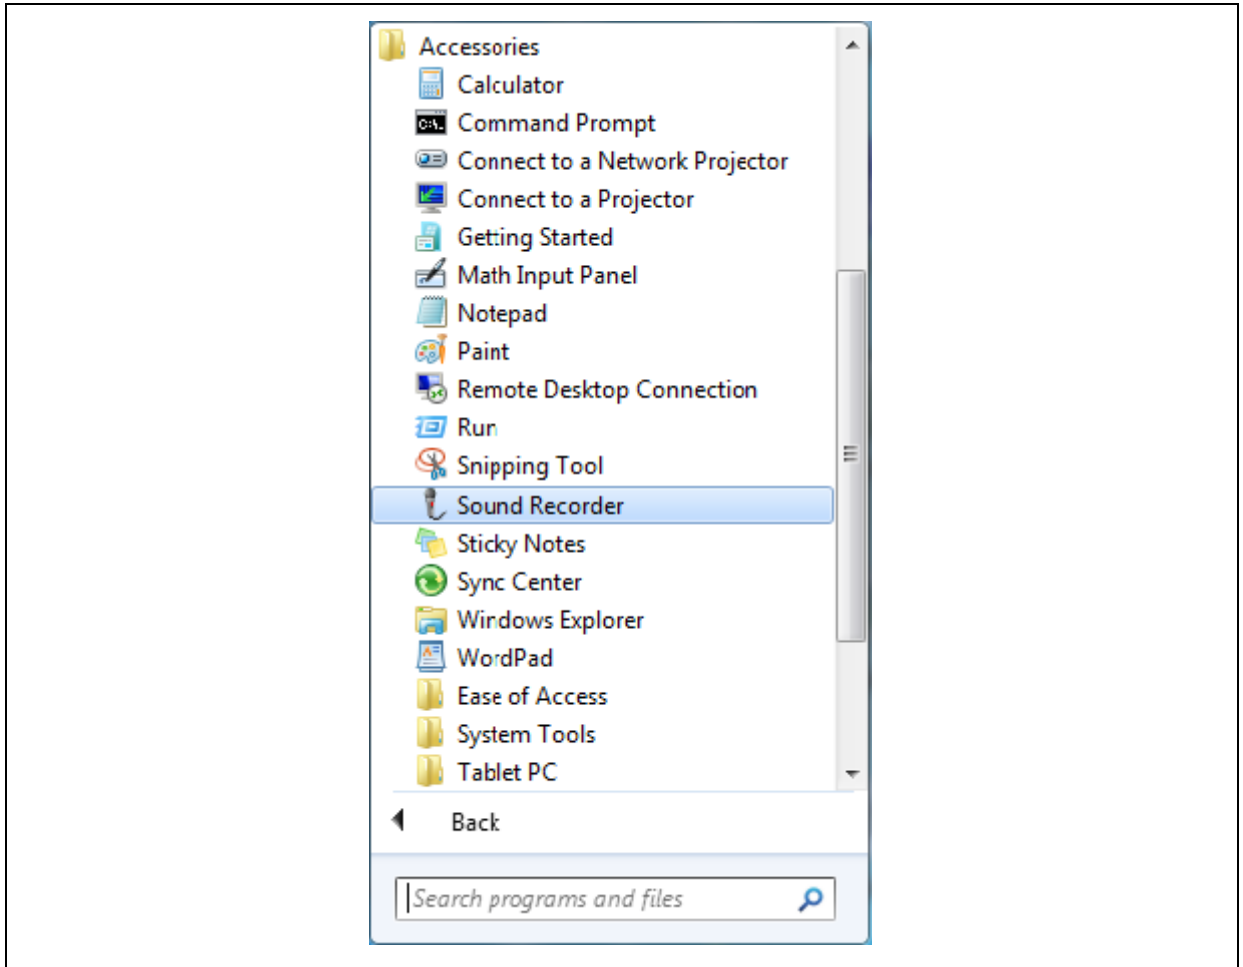 Accessories
Calculator
Command Prompt
Connect to a Network Projector
Connect to a Projector
Getting Started
Math Input Panel
Notepad
Paint
Remote Desktop Connection
Run
Snipping Tool
Sound Recorder
Sticky Notes
Sync Center
Windows Explorer
WordPad
Ease of Access
System Tools
Tablet PC
Back
Search programs and files